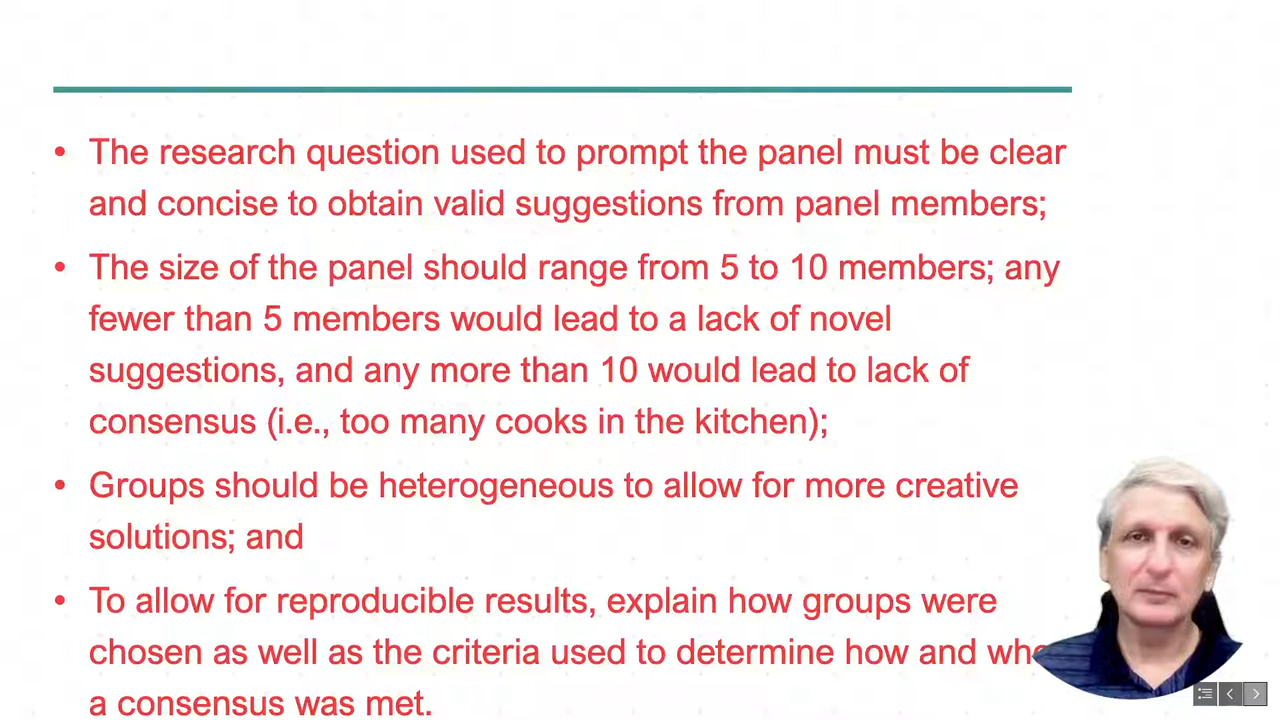 • The research question used to prompt the panel must be clear
and concise to obtain valid suggestions from panel members;
• The size of the panel should range from 5 to 10 members; any
fewer than 5 members would lead to a lack of novel
suggestions, and any more than 10 would lead to lack of
consensus (i.e., too many cooks in the kitchen);
• Groups should be heterogeneous to allow for more creative
solutions; and
• To allow for reproducible results, explain how groups were
chosen as well as the criteria used to determine how and
a consensus was met.